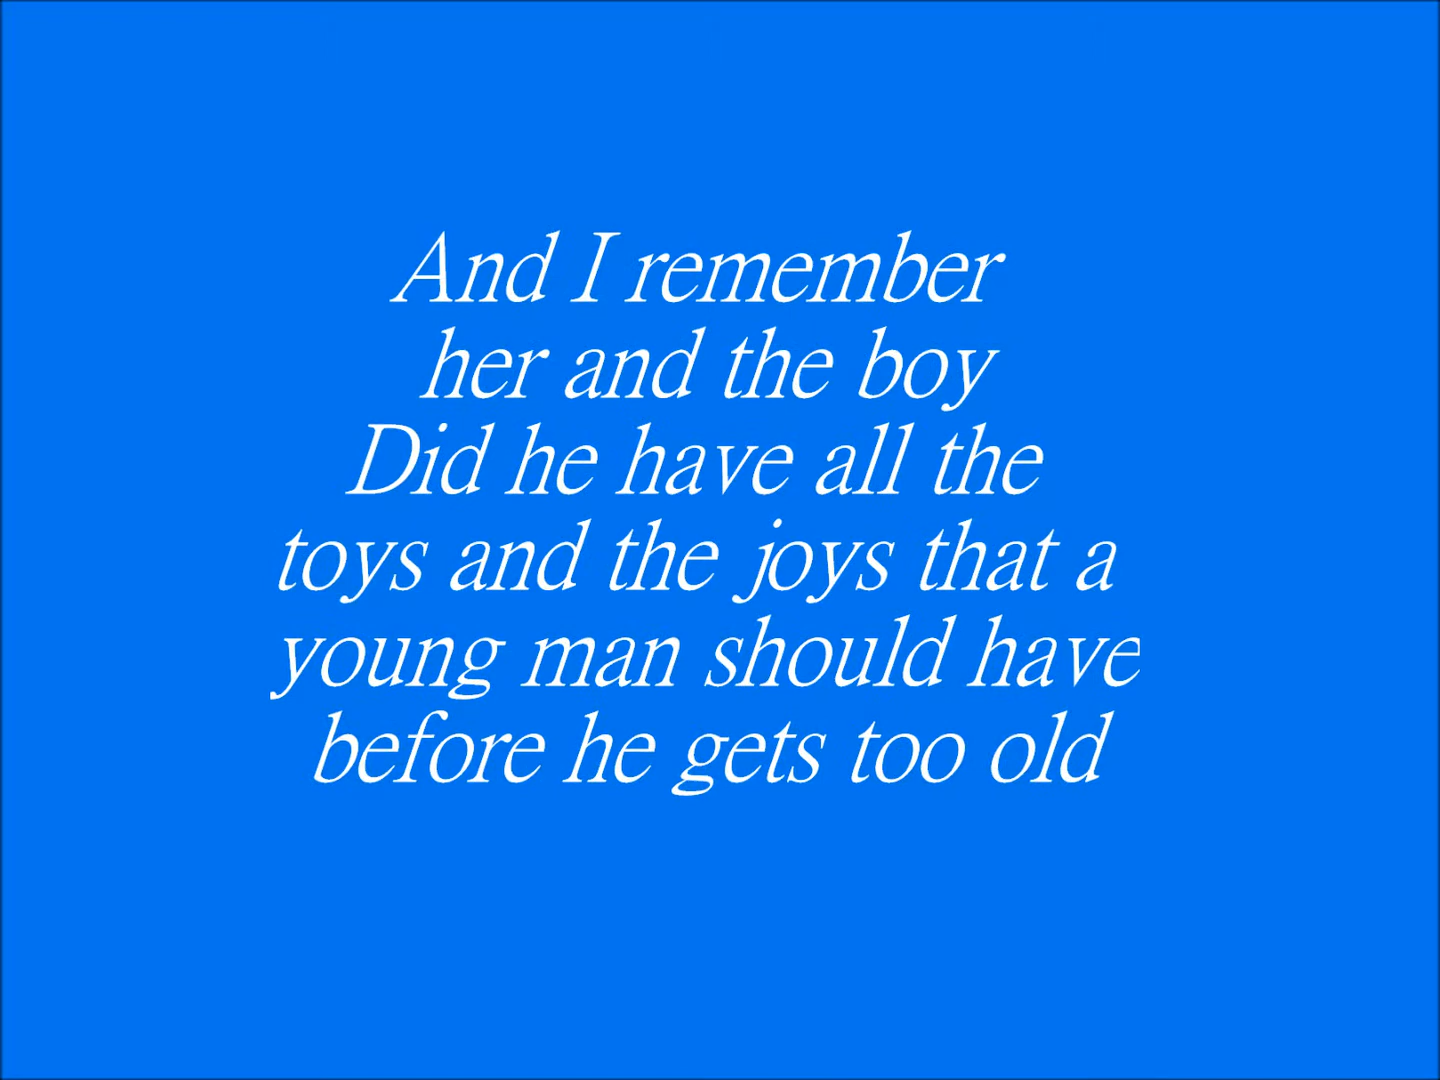 And I remember
her and the boy
Did he have all the
toys and the joys that a
young man should have
before he gets too old